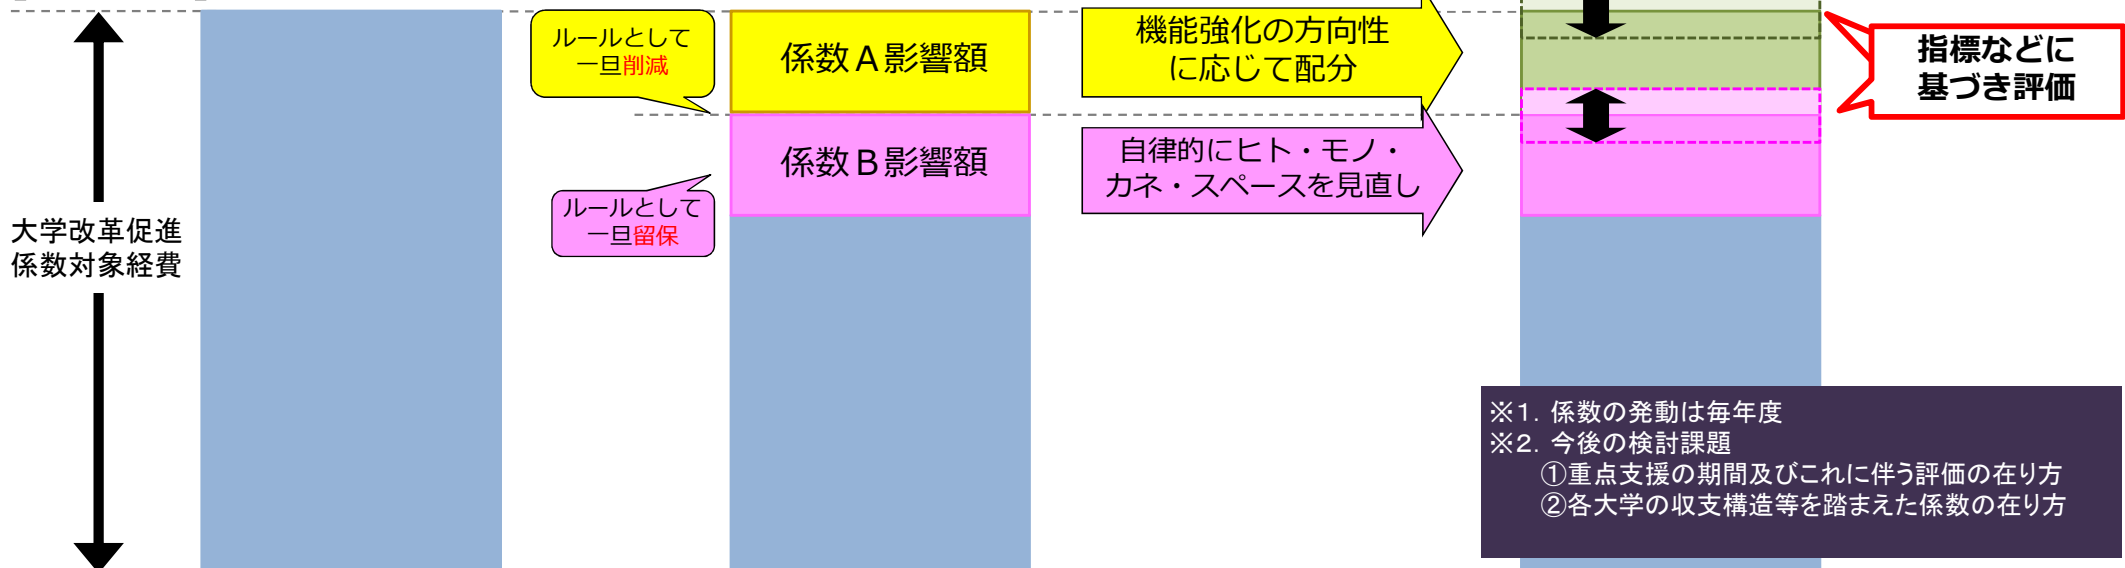 ルールとして
一旦削減
係数Ａ影響額
機能強化の方向性
に応じて配分
指標などに
基づき評価
係数Ｂ影響額
自律的にヒト・モノ・
カネ・スペースを見直し
ルールとして
一旦留保
大学改革促進
係数対象経費
※１．係数の発動は毎年度
※２．今後の検討課題
①重点支援の期間及びこれに伴う評価の在り方
②各大学の収支構造等を踏まえた係数の在り方